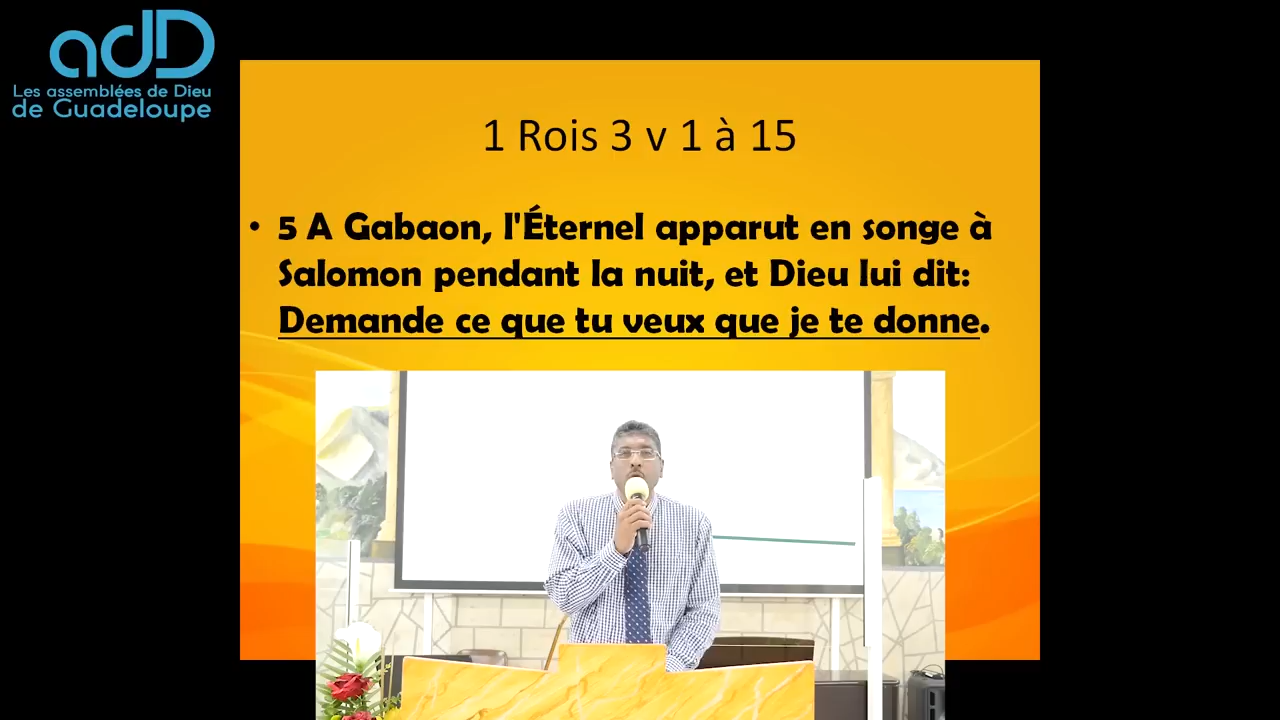 adD
Les assemblées de Dieu
de Guadeloupe
1 Rois 3 v 1 à 15
• 5 A Gabaon, l'Éternel apparut en songe à
Salomon pendant la nuit, et Dieu lui dit:
Demande ce que tu veux que je te donne.